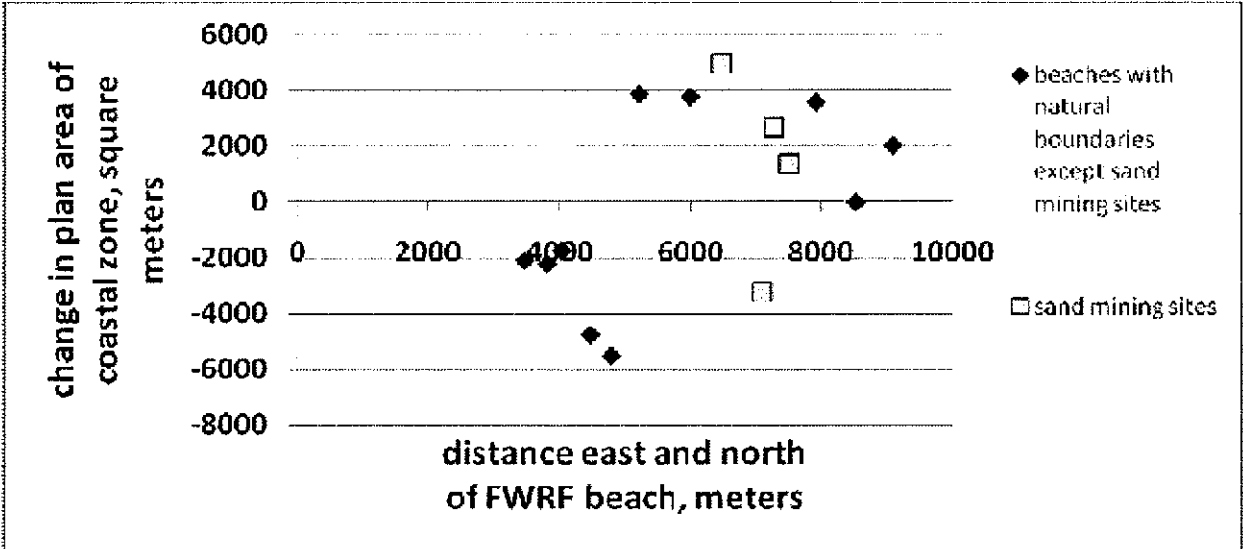 change in plan area of
coastal zone, square
meters
6000
4000
2000
0
-2000
-4000
-6000
-8000
0
2000
4000
6000
8000
10000
distance east and north
of FWRF beach, meters
beaches with
natural
boundaries
except sand
mining sites
sand mining sites